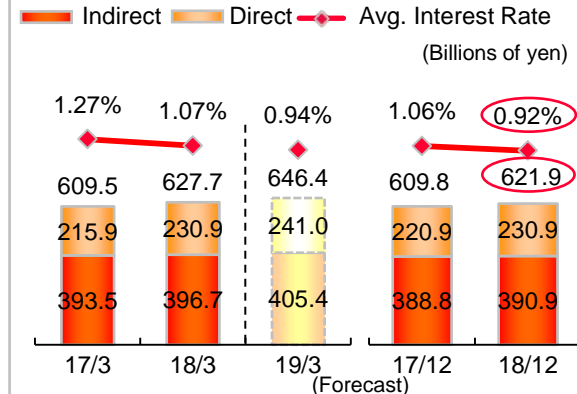 Indirect Direct Avg. Interest Rate
(Billions of yen)
1.27% 1.07% 0.94% 1.06% 0.92%
609.5 627.7 646.4 609.8 621.9
215.9 230.9 241.0 220.9 230.9
393.5 396.7 405.4 388.8 390.9
17/3 18/3 19/3 17/12 18/12
(Forecast)